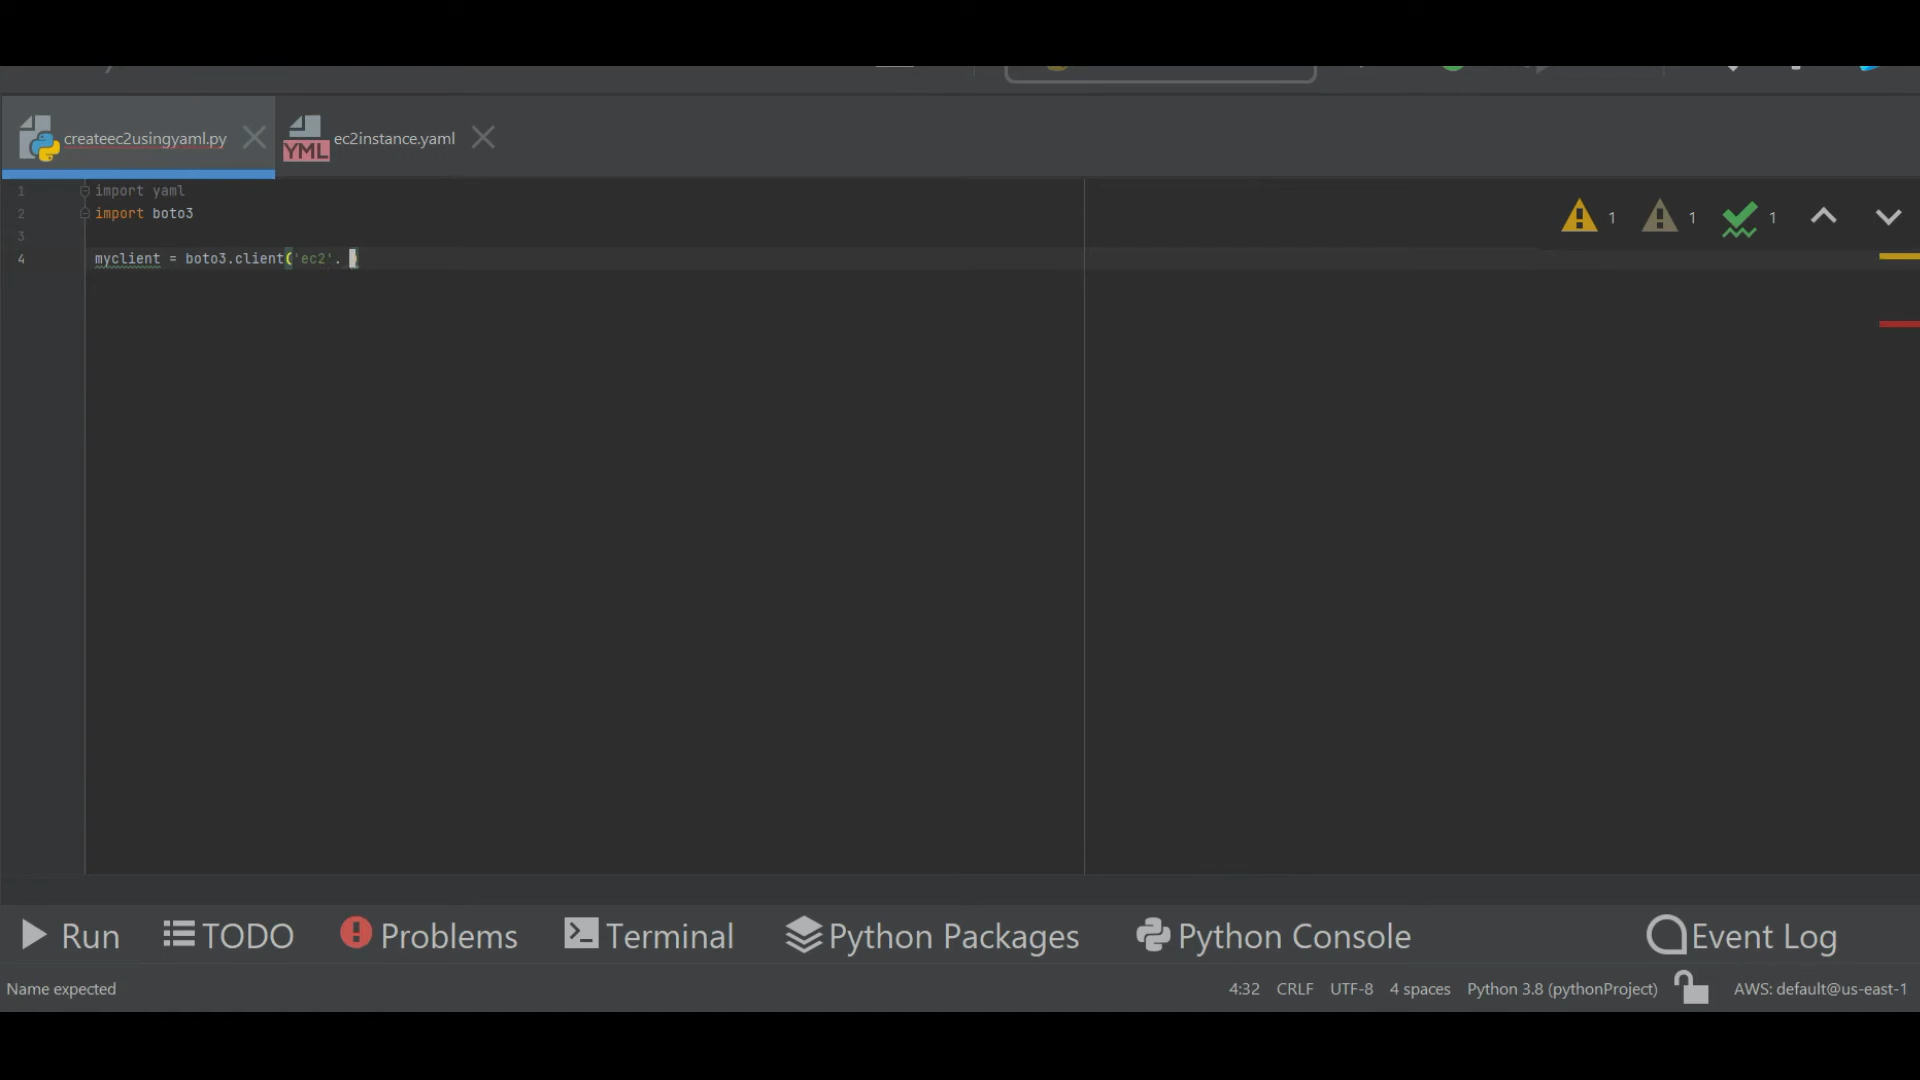 createec2usingyaml.py
YML ec2instance.yaml
1 import yaml
2 import boto3
3
4 myclient = boto3.client('ec2'. )
1 1 1
Run TODO Problems Terminal Python Packages Python Console Event Log
Name expected 4:32 CRLF UTF-8 4 spaces Python 3.8 (pythonProject) AWS: default@us-east-1